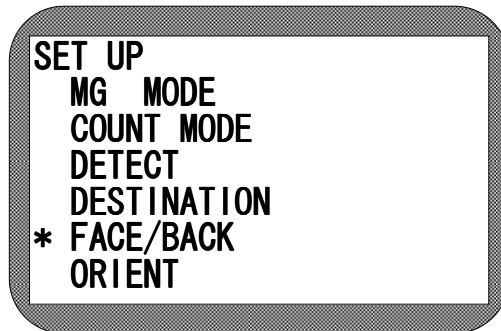 SET UP
MG MODE
COUNT MODE
DETECT
DESTINATION
* FACE/BACK
ORIENT